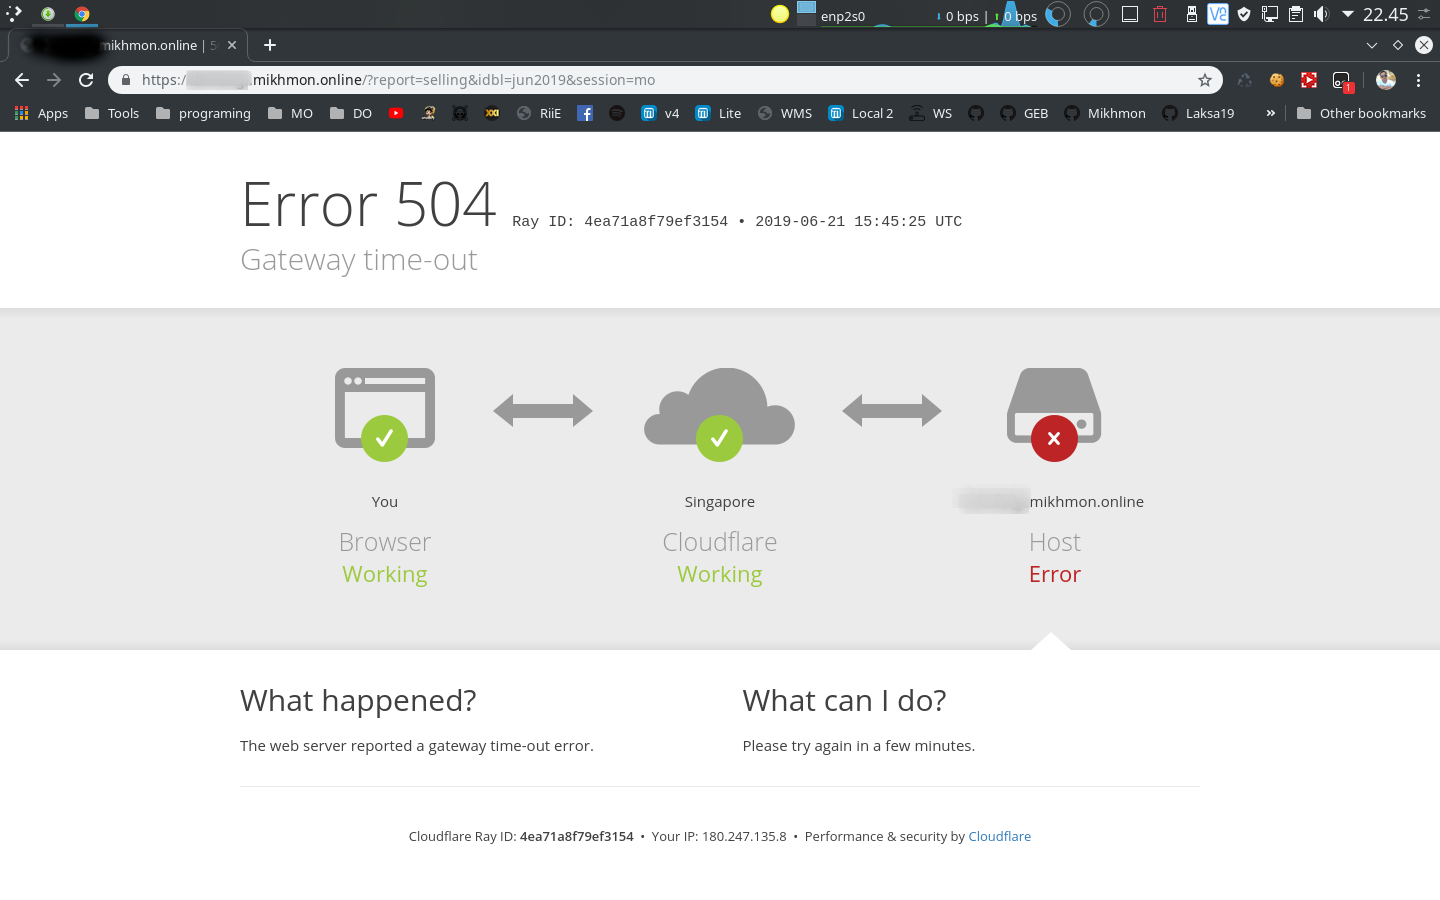 enp2s0 0 bps | 0 bps 22.45
mikhmon.online | 5
https:/ .mikhmon.online/?report=selling&idbl=jun2019&session=mo
1
Apps Tools programing MO DO RiiE v4 Lite WMS Local 2 WS GEB Mikhmon Laksa19 » Other bookmarks
Error 504 Ray ID: 4ea71a8f79ef3154 • 2019-06-21 15:45:25 UTC
Gateway time-out
You Singapore mikhmon.online
Browser Cloudflare Host
Working Working Error
What happened? What can I do?
The web server reported a gateway time-out error. Please try again in a few minutes.
Cloudflare Ray ID: 4ea71a8f79ef3154 • Your IP: 180.247.135.8 • Performance & security by Cloudflare